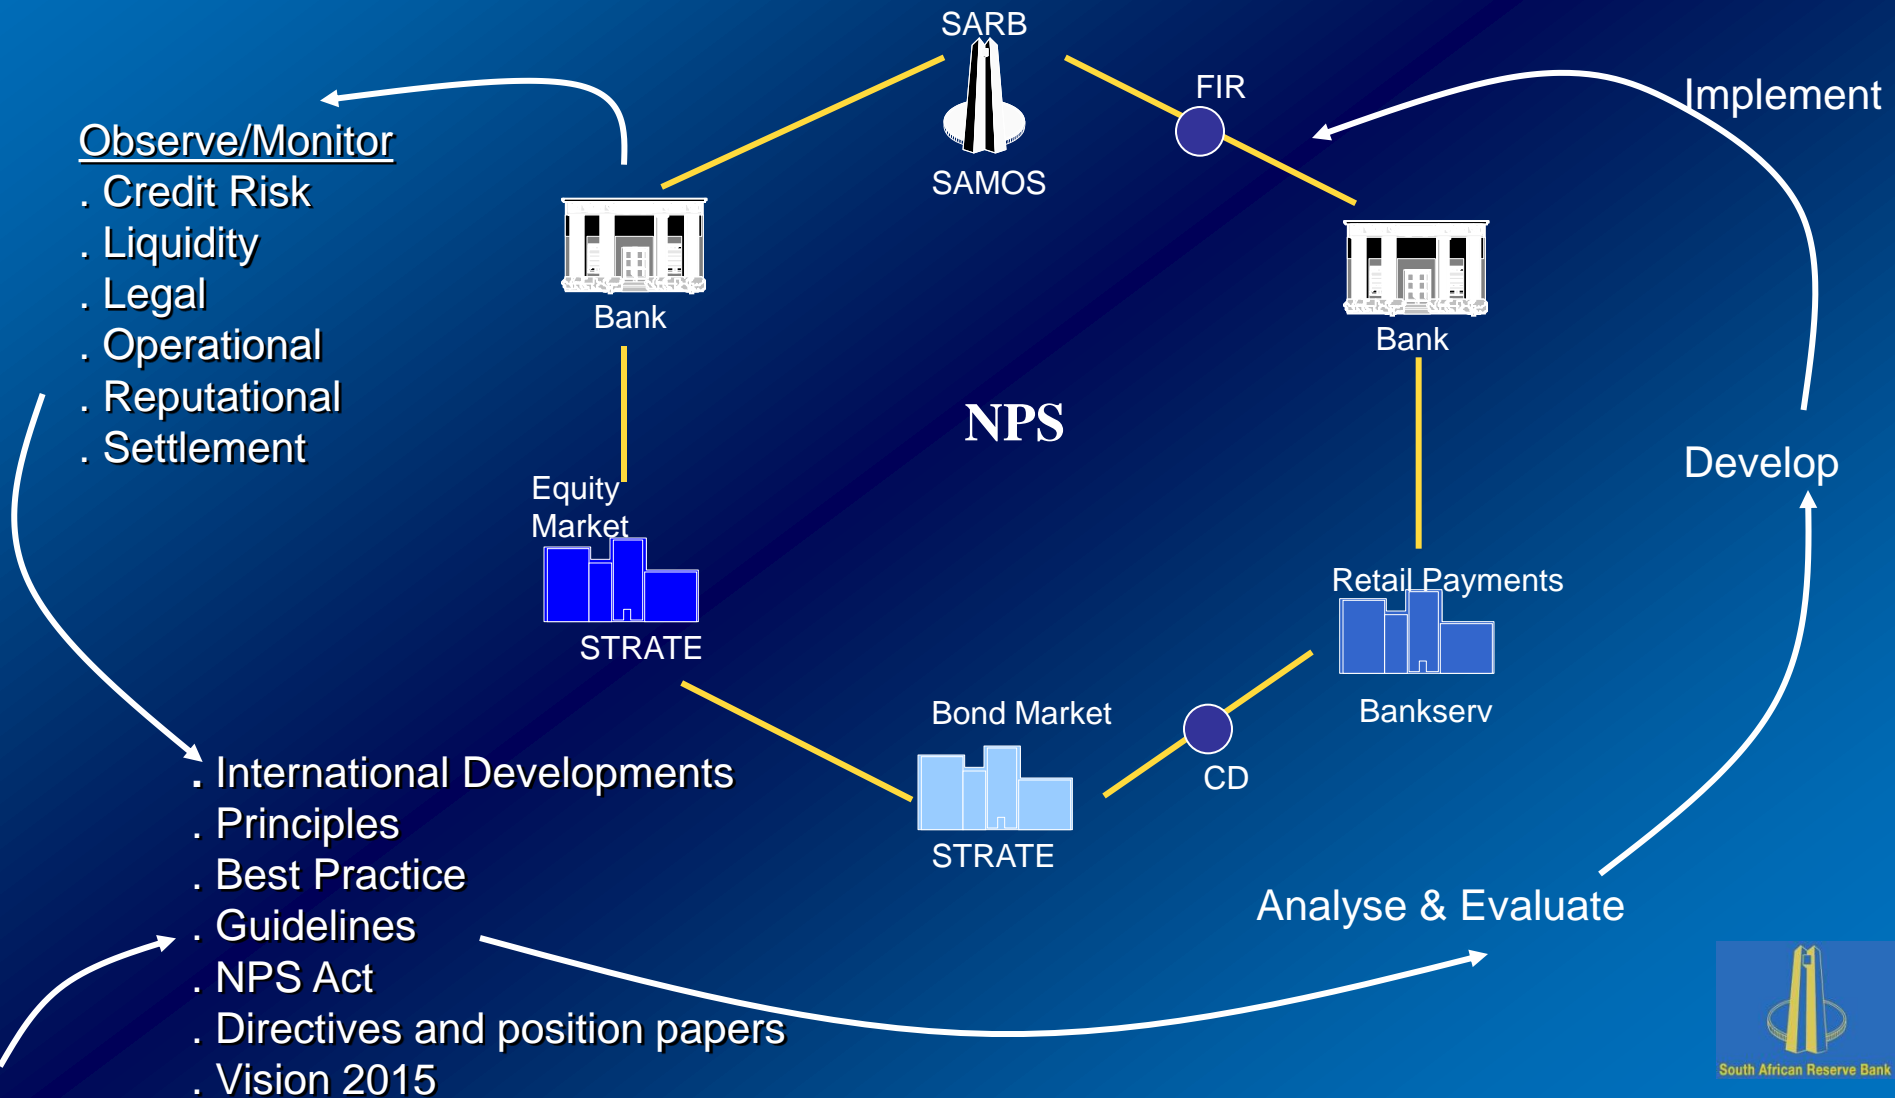 SARB
SAMOS
FIR
Implement
Observe/Monitor
. Credit Risk
. Liquidity
. Legal
. Operational
. Reputational
. Settlement
Bank
Bank
NPS
Develop
Equity
Market
STRATE
Retail Payments
Bankserv
Bond Market
STRATE
CD
. International Developments
. Principles
. Best Practice
. Guidelines
. NPS Act
. Directives and position papers
. Vision 2015
Analyse & Evaluate
South African Reserve Bank